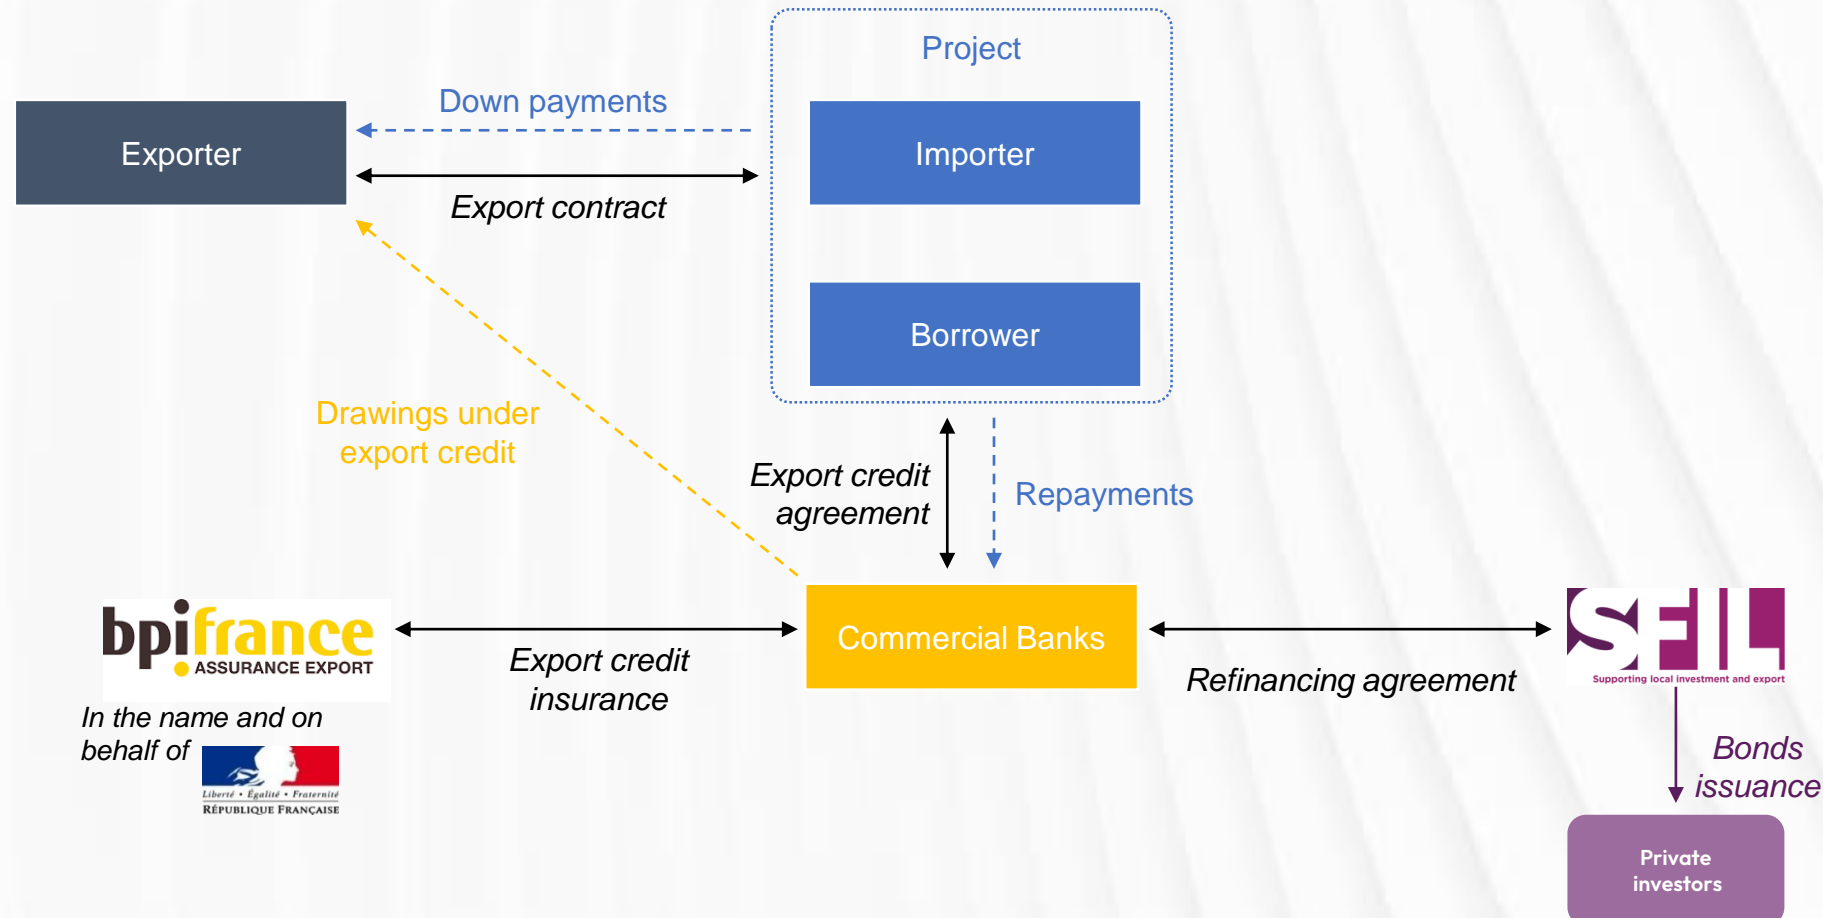 Project
Down payments
Exporter
Importer
Export contract
Borrower
Drawings under
export credit
Export credit
agreement
Repayments
bpifrance
ASSURANCE EXPORT
Export credit
insurance
Commercial Banks
Refinancing agreement
SFIL
Supporting local investment and export
In the name and on
behalf of
Liberté • Égalité • Fraternité
RÉPUBLIQUE FRANÇAISE
Bonds
issuance
Private
investors